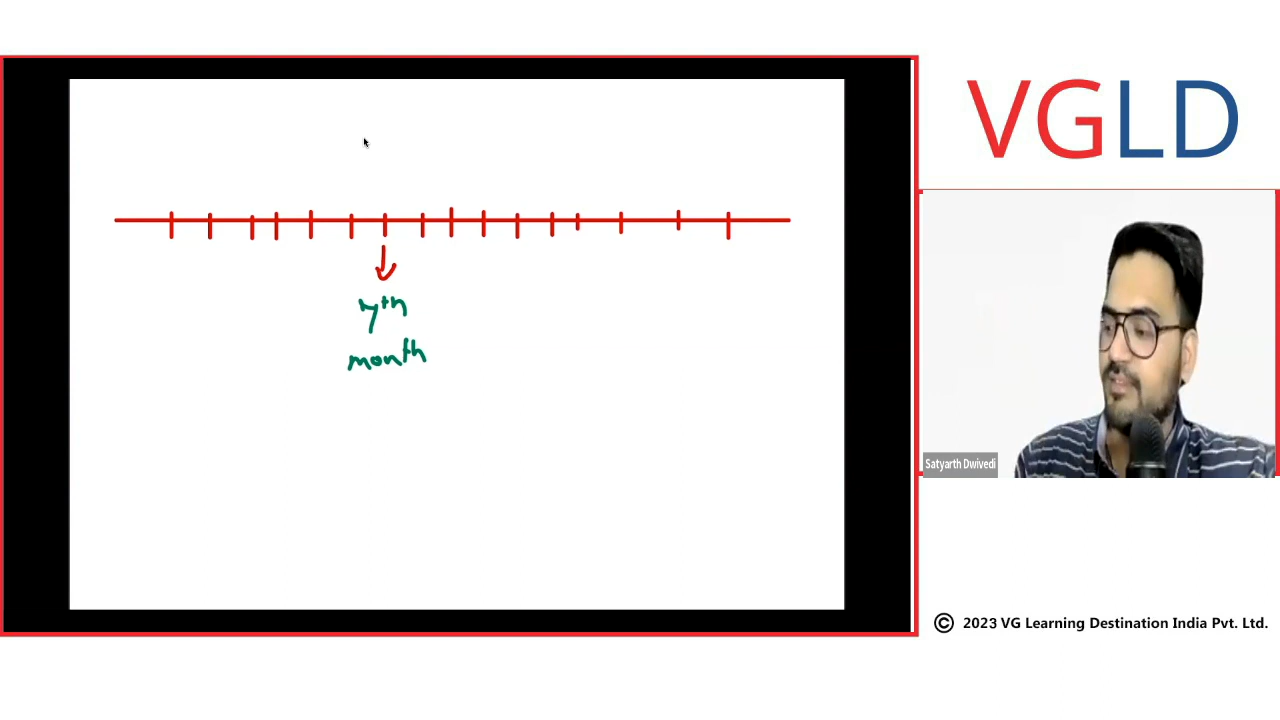 VGLD
7th
month
Satyarth Dwivedi
© 2023 VG Learning Destination India Pvt. Ltd.